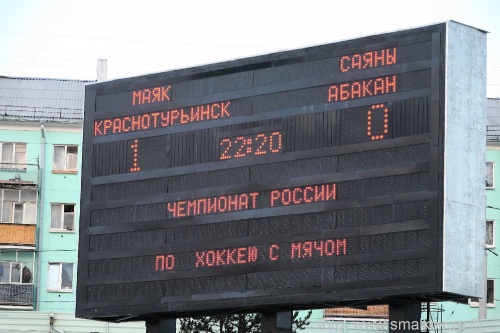 МАЯК САЯНЫ
КРАСНОТУРЬИНСК АБАКАН
1 22:20 0
ЧЕМПИОНАТ РОССИИ
ПО ХОККЕЮ С МЯЧОМ